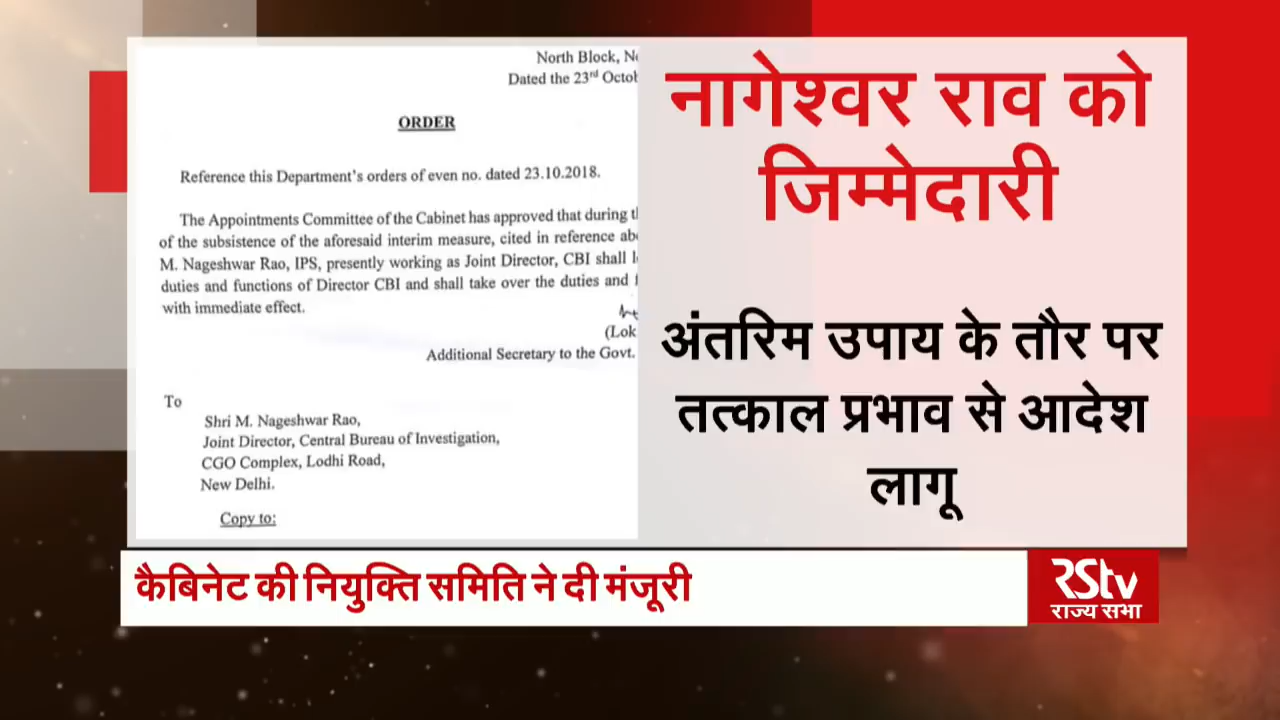 North Block,
Dated the 23rd
ORDER
Reference this Department's orders of even no. dated 23.10.2018.
The Appointments Committee of the Cabinet has approved that during
of the subsistence of the aforesaid interim measure, cited in reference
M. Nageshwar Rao, IPS, presently working as Joint Director, CBI shall
duties and functions of Director CBI and shall take over the duties and
with immediate effect.
(Lok
Additional Secretary to the Govt.
To
Shri M. Nageshwar Rao,
Joint Director, Central Bureau of Investigation,
CGO Complex, Lodhi Road,
New Delhi.
Copy to:
नागेश्वर राव को
जिम्मेदारी
अंतरिम उपाय के तौर पर
तत्काल प्रभाव से आदेश
लागू
कैबिनेट की नियुक्ति समिति ने दी मंजूरी
RStv
राज्य सभा